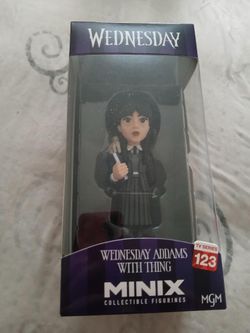 WEDNESDAY
WEDNESDAY ADDAMS
WITH THING
TV SERIES
123
MINIX
COLLECTIBLE FIGURINES
MGM